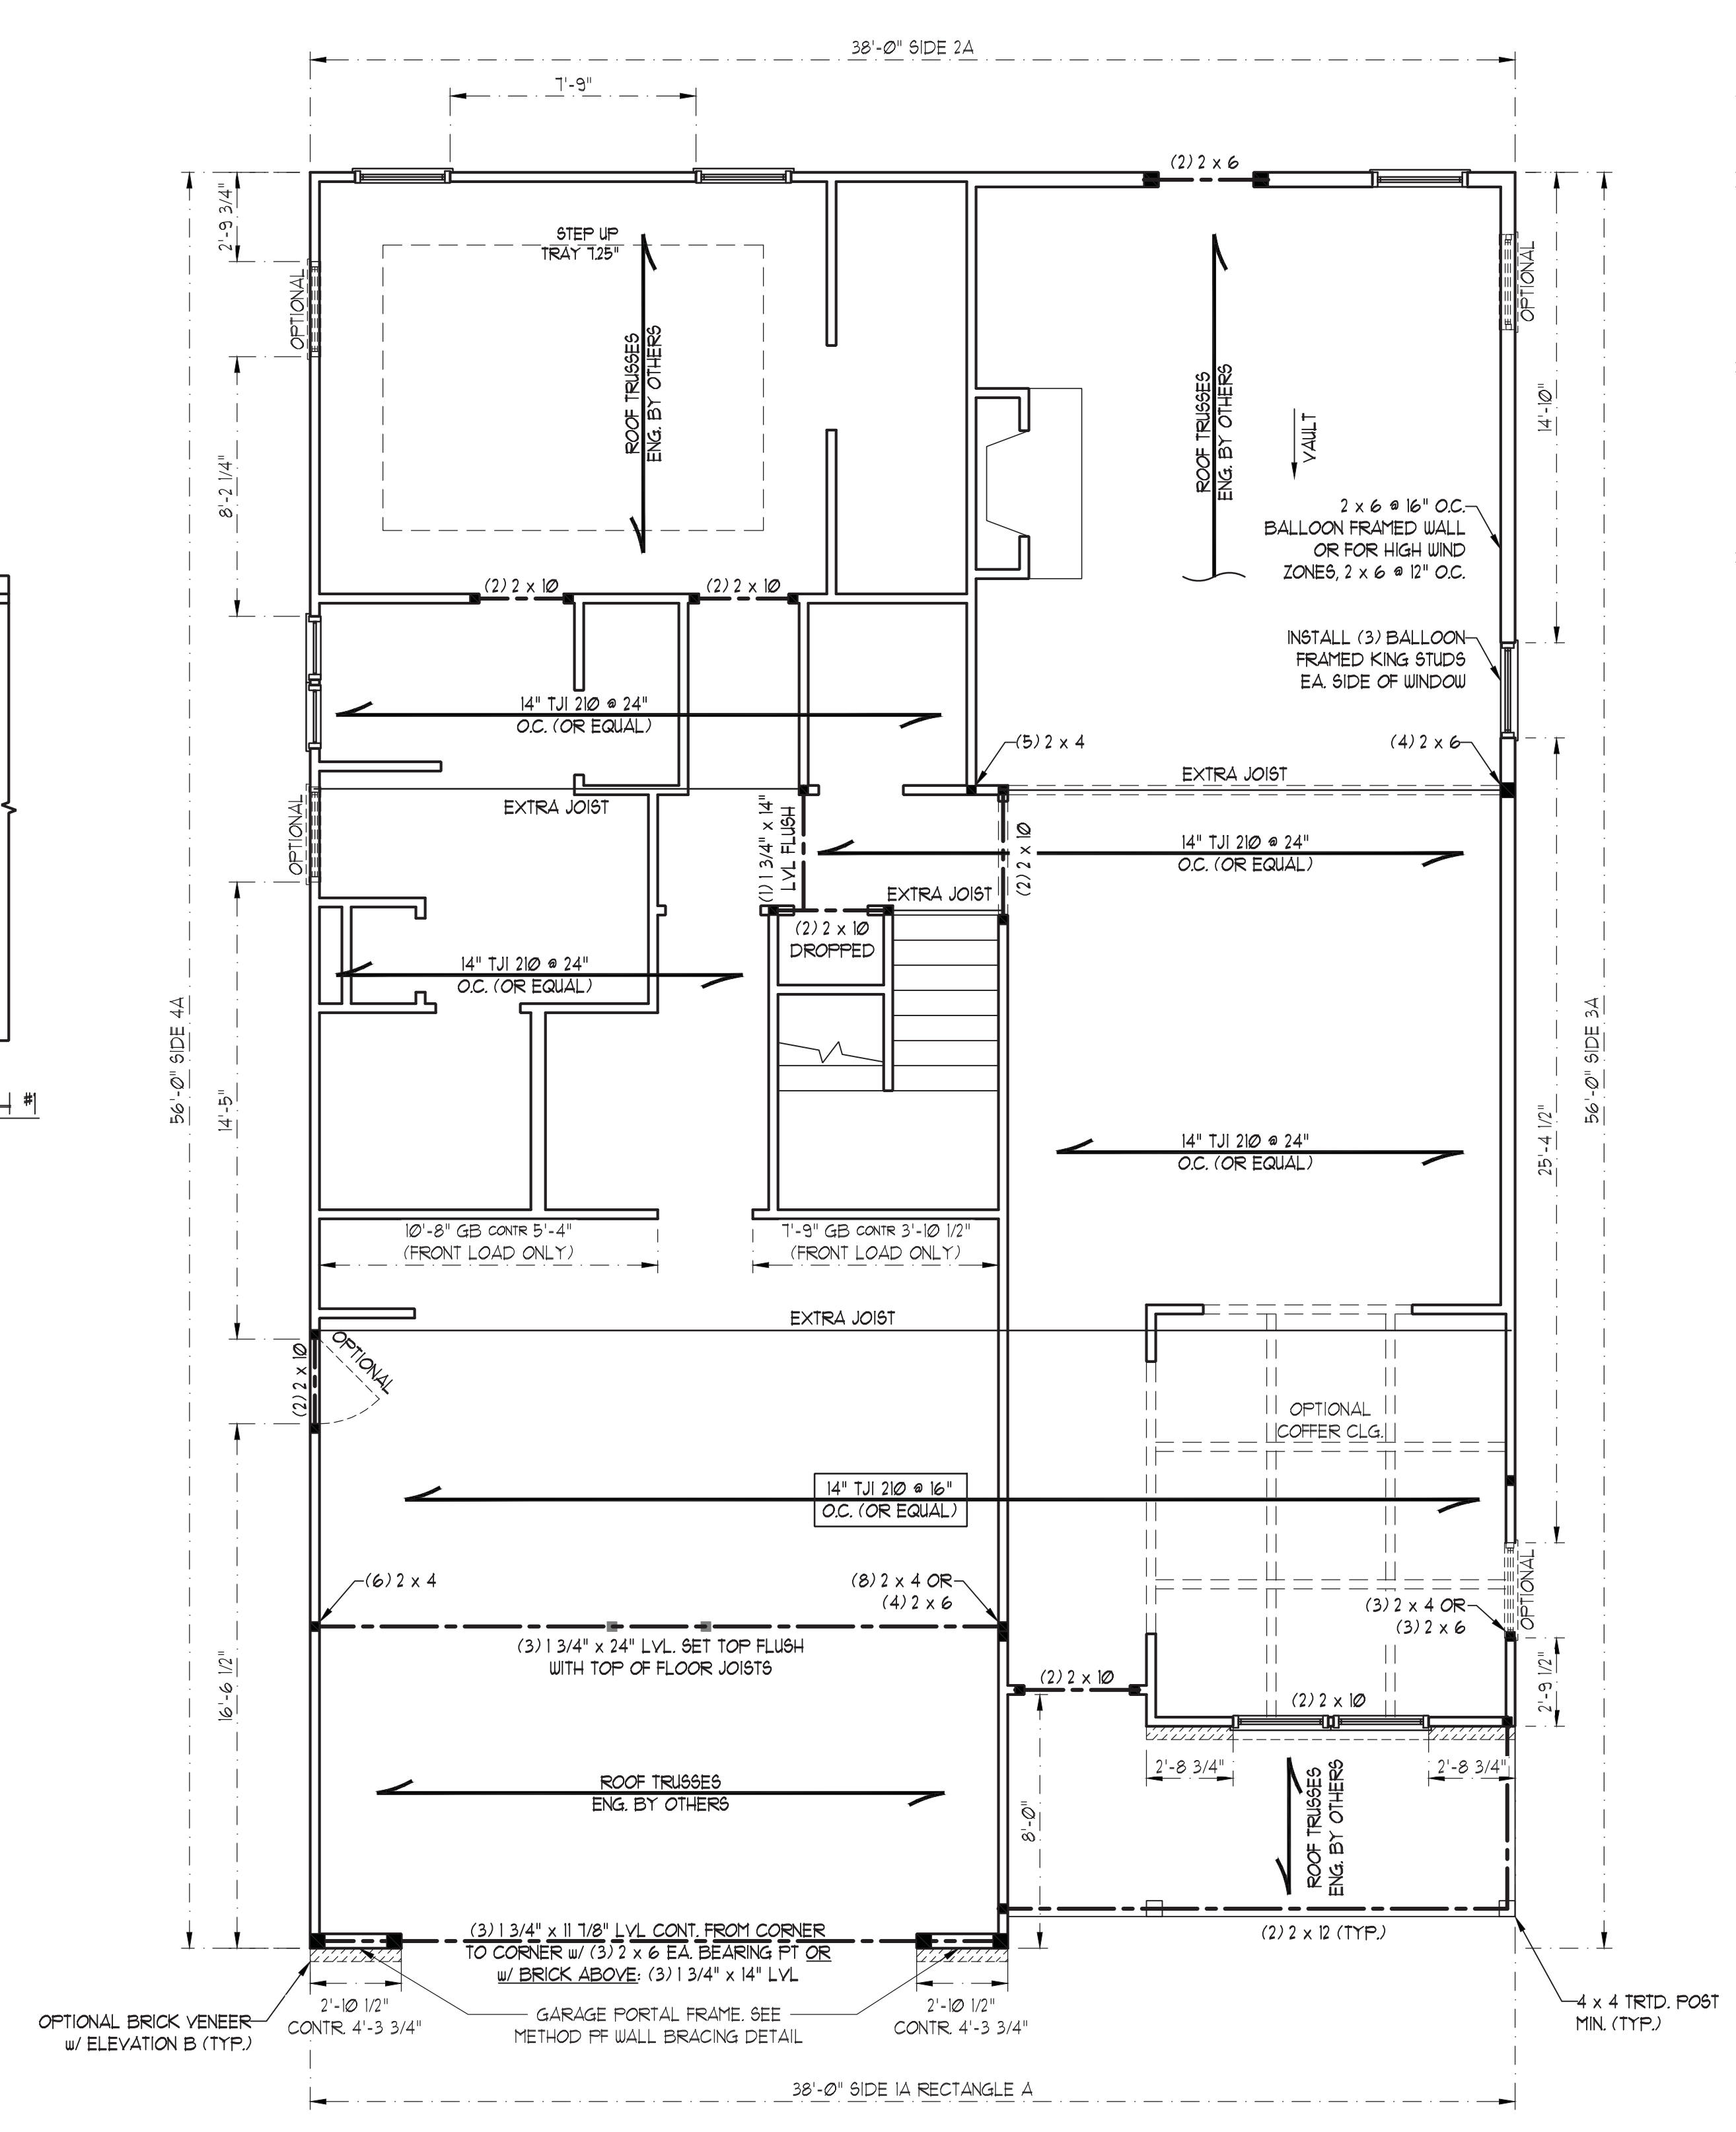 38'-0" SIDE 2A
7'-9"
(2) 2 x 6
2'-9 3/4"
STEP UP
TRAY 7.25"
OPTIONAL
OPTIONAL
ROOF TRUSSES
ENG. BY OTHERS
ROOF TRUSSES
ENG. BY OTHERS
VAULT
14'-10"
8'-2 1/4"
2 x 6 @ 16" O.C.
BALLOON FRAMED WALL
OR FOR HIGH WIND
ZONES, 2 x 6 @ 12" O.C.
(2) 2 x 10
(2) 2 x 10
INSTALL (3) BALLOON
FRAMED KING STUDS
EA. SIDE OF WINDOW
14" TJI 210 @ 24"
O.C. (OR EQUAL)
(5) 2 x 4
(4) 2 x 6
EXTRA JOIST
EXTRA JOIST
OPTIONAL
(1) 1 3/4" x 14"
LVL FLUSH
(2) 2 x 10
14" TJI 210 @ 24"
O.C. (OR EQUAL)
EXTRA JOIST
(2) 2 x 10
DROPPED
14" TJI 210 @ 24"
O.C. (OR EQUAL)
56'-0" SIDE 4A
56'-0" SIDE 3A
#
14'-5"
25'-4 1/2"
14" TJI 210 @ 24"
O.C. (OR EQUAL)
10'-8" GB CONTR 5'-4"
(FRONT LOAD ONLY)
7'-9" GB CONTR 3'-10 1/2"
(FRONT LOAD ONLY)
EXTRA JOIST
(2) 2 x 10
OPTIONAL
OPTIONAL
COFFER CLG.
14" TJI 210 @ 16"
O.C. (OR EQUAL)
(6) 2 x 4
(8) 2 x 4 OR
(4) 2 x 6
OPTIONAL
(3) 2 x 4 OR
(3) 2 x 6
(3) 1 3/4" x 24" LVL. SET TOP FLUSH
WITH TOP OF FLOOR JOISTS
16'-6 1/2"
(2) 2 x 10
(2) 2 x 10
2'-9 1/2"
2'-8 3/4"
2'-8 3/4"
ROOF TRUSSES
ENG. BY OTHERS
8'-0"
ROOF TRUSSES
ENG. BY OTHERS
(3) 1 3/4" x 11 7/8" LVL CONT. FROM CORNER
TO CORNER w/ (3) 2 x 6 EA. BEARING PT OR
w/ BRICK ABOVE: (3) 1 3/4" x 14" LVL
(2) 2 x 12 (TYP.)
2'-10 1/2"
CONTR. 4'-3 3/4"
GARAGE PORTAL FRAME. SEE
METHOD PF WALL BRACING DETAIL
2'-10 1/2"
CONTR. 4'-3 3/4"
OPTIONAL BRICK VENEER
w/ ELEVATION B (TYP.)
4 x 4 TRTD. POST
MIN. (TYP.)
38'-0" SIDE 1A RECTANGLE A